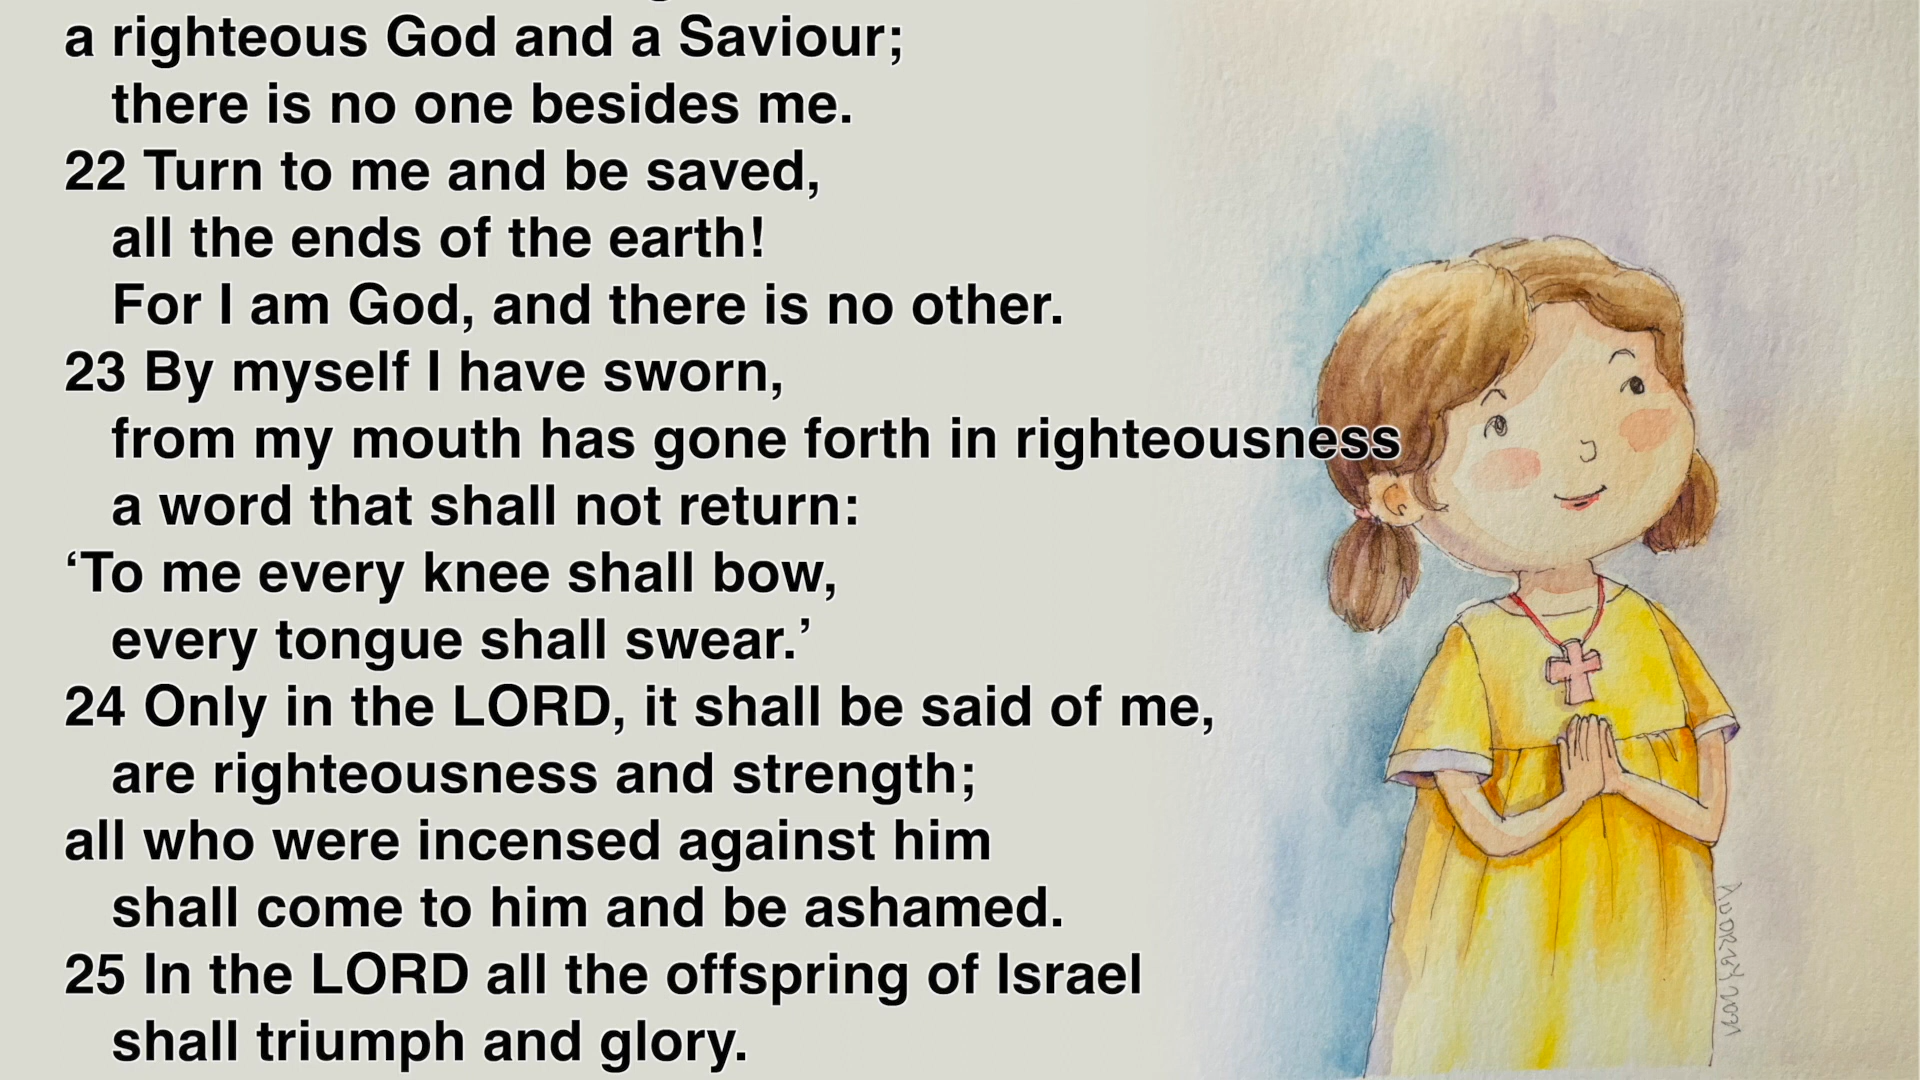 a righteous God and a Saviour;
there is no one besides me.
22 Turn to me and be saved,
all the ends of the earth!
For I am God, and there is no other.
23 By myself I have sworn,
from my mouth has gone forth in righteousness
a word that shall not return:
‘To me every knee shall bow,
every tongue shall swear.’
24 Only in the LORD, it shall be said of me,
are righteousness and strength;
all who were incensed against him
shall come to him and be ashamed.
25 In the LORD all the offspring of Israel
shall triumph and glory.